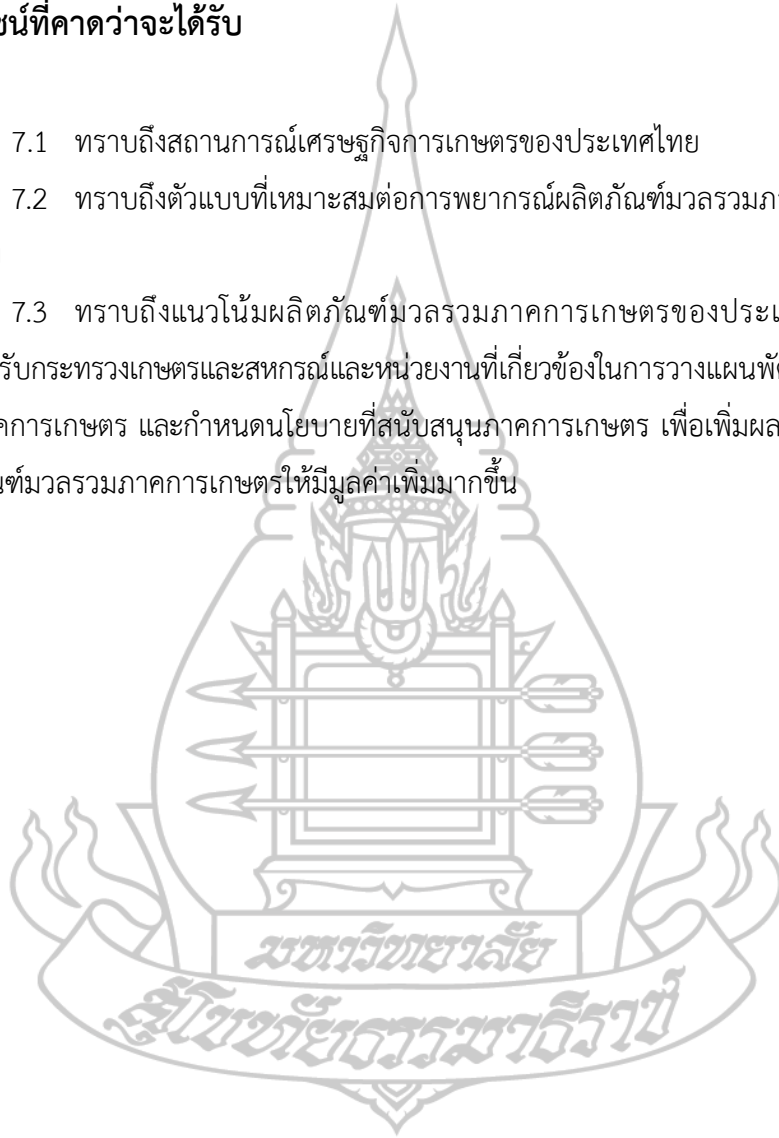 ชน์ที่คาดว่าจะได้รับ
7.1 ทราบถึงสถานการณ์เศรษฐกิจการเกษตรของประเทศไทย
7.2 ทราบถึงตัวแบบที่เหมาะสมต่อการพยากรณ์ผลิตภัณฑ์มวลรวมภา
7.3 ทราบถึงแนวโน้มผลิตภัณฑ์มวลรวมภาคการเกษตรของประเ
รับกระทรวงเกษตรและสหกรณ์และหน่วยงานที่เกี่ยวข้องในการวางแผนพัต
คการเกษตร และกำหนดนโยบายที่สนับสนุนภาคการเกษตร เพื่อเพิ่มผล
ณฑ์มวลรวมภาคการเกษตรให้มีมูลค่าเพิ่มมากขึ้น
มหาวิทยาลัย
สุโขทัยธรรมาธิราช